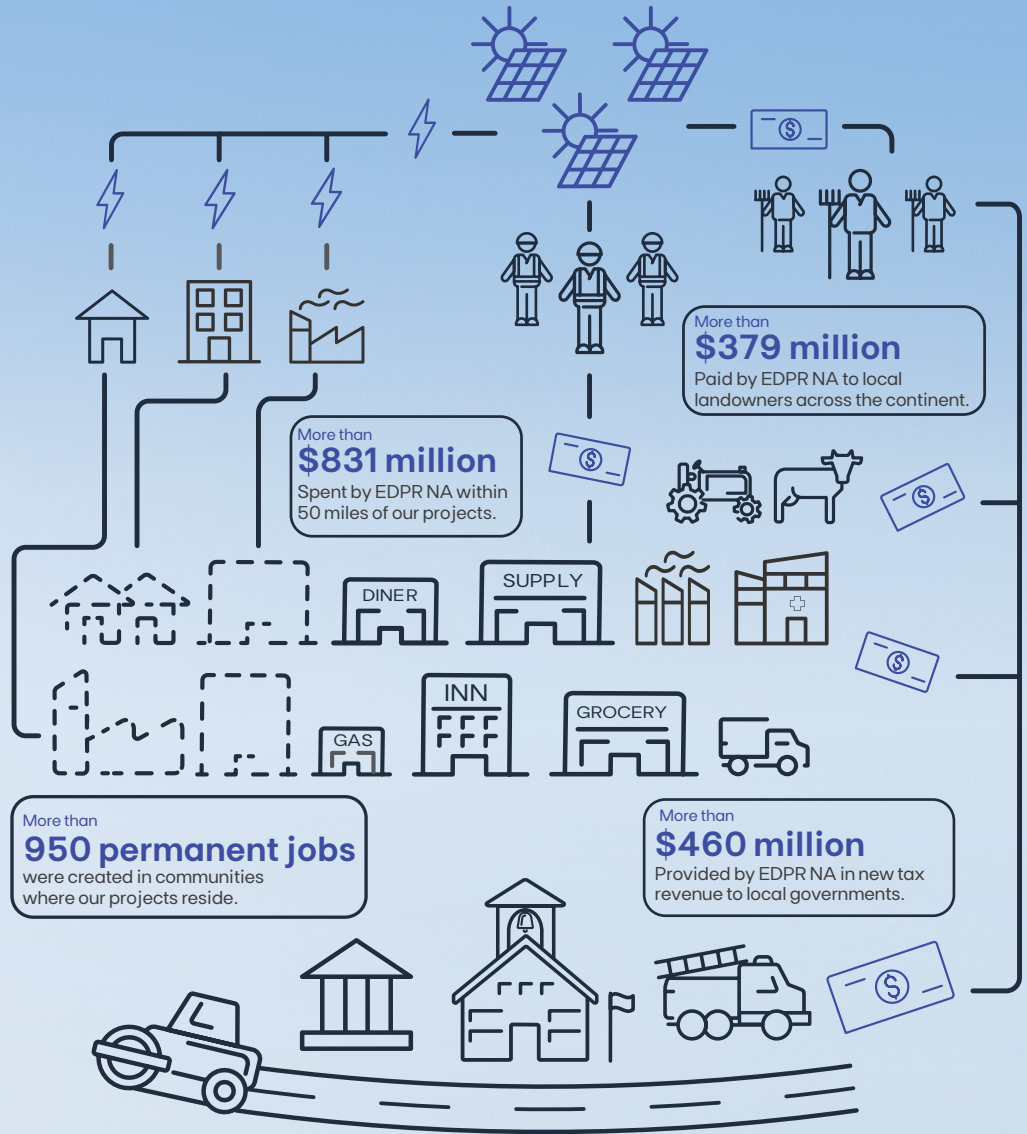 More than
$379 million
Paid by EDPR NA to local
landowners across the continent.
More than
$831 million
Spent by EDPR NA within
50 miles of our projects.
DINER
SUPPLY
GAS
INN
GROCERY
More than
950 permanent jobs
were created in communities
where our projects reside.
More than
$460 million
Provided by EDPR NA in new tax
revenue to local governments.
$
$
$
$
$